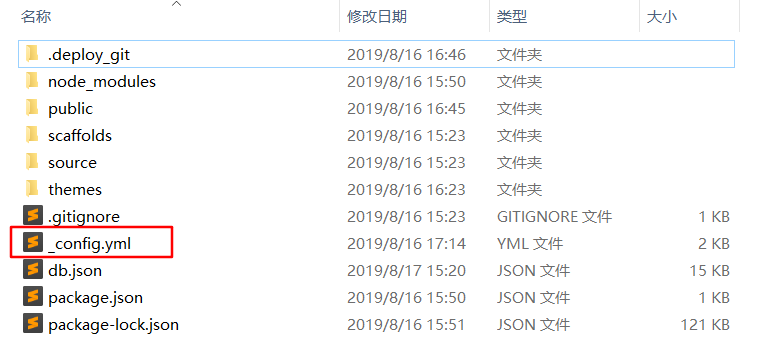 名称 修改日期 类型 大小
.deploy_git 2019/8/16 16:46 文件夹
node_modules 2019/8/16 15:50 文件夹
public 2019/8/16 16:45 文件夹
scaffolds 2019/8/16 15:23 文件夹
source 2019/8/16 15:23 文件夹
themes 2019/8/16 16:23 文件夹
.gitignore 2019/8/16 15:23 GITIGNORE 文件 1 KB
_config.yml 2019/8/16 17:14 YML 文件 2 KB
db.json 2019/8/17 15:20 JSON 文件 15 KB
package.json 2019/8/16 15:50 JSON 文件 1 KB
package-lock.json 2019/8/16 15:51 JSON 文件 121 KB